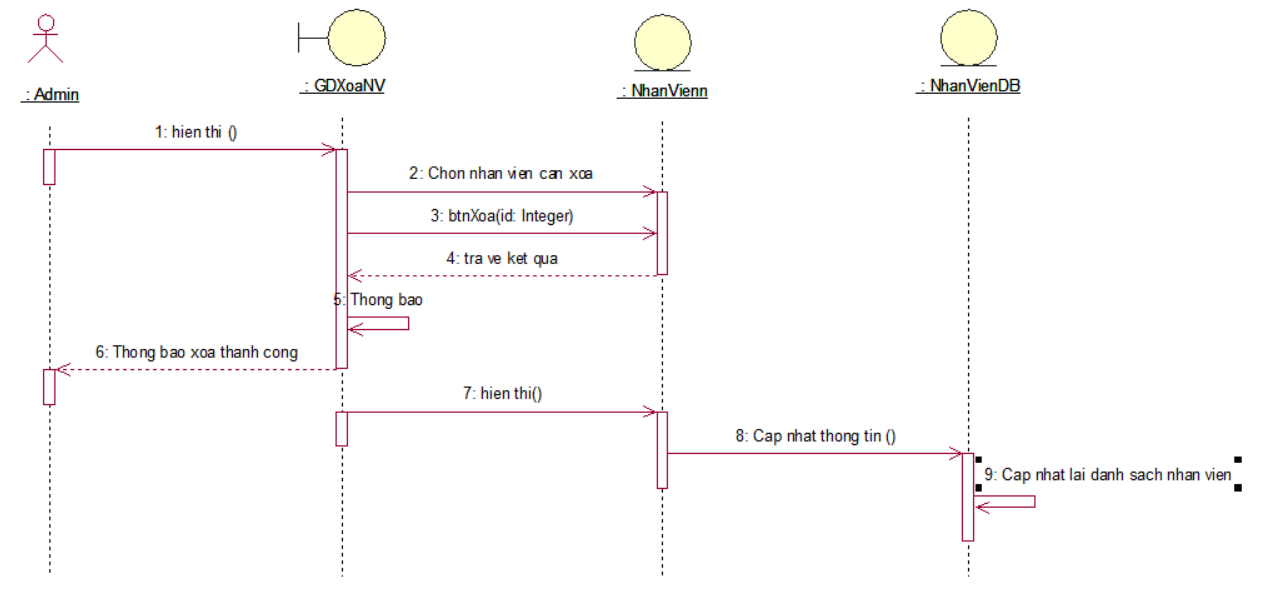 : Admin
: GDXoaNV
: NhanVienn
: NhanVienDB
1: hien thi ()
2: Chon nhan vien can xoa
3: btnXoa(id: Integer)
4: tra ve ket qua
5: Thong bao
6: Thong bao xoa thanh cong
7: hien thi()
8: Cap nhat thong tin ()
9: Cap nhat lai danh sach nhan vien